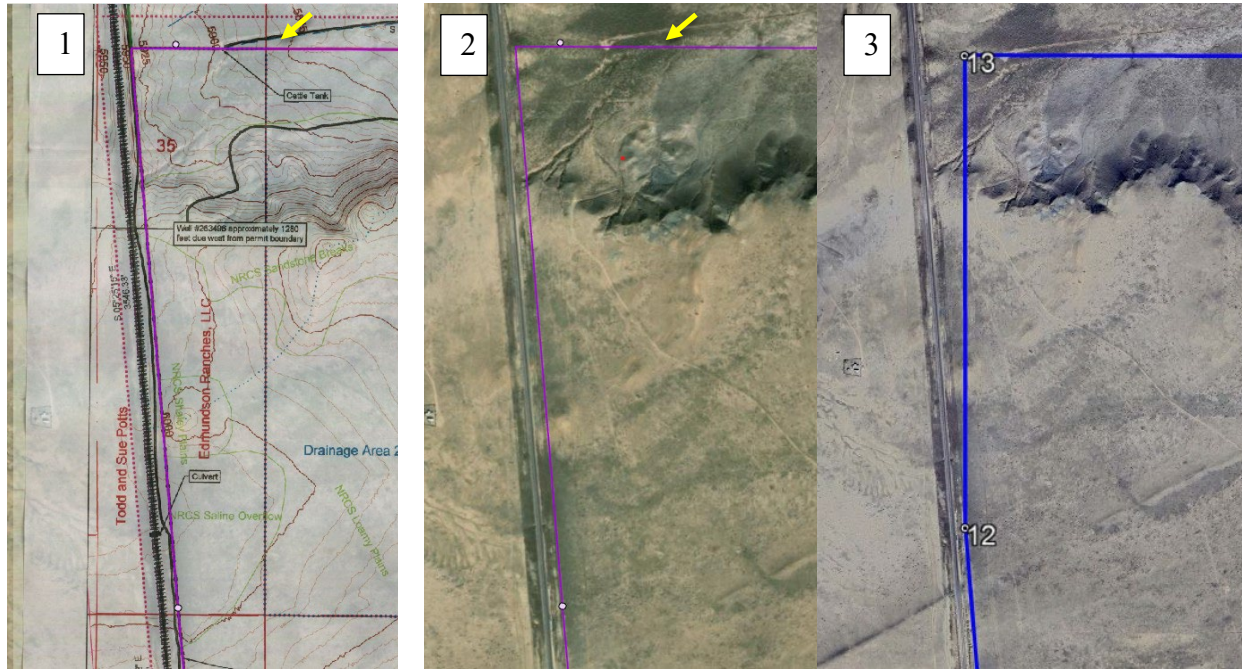 1
2
3
5925
35
Cattle Tank
Well #263496 approximately 1280
feet due west from permit boundary
NRCS Sandstone Breaks
Edmundson Ranches, LLC
Todd and Sue Potts
Drainage Area 2
Culvert
NRCS Saline Overflow
NRCS Loamy Plains
13
12